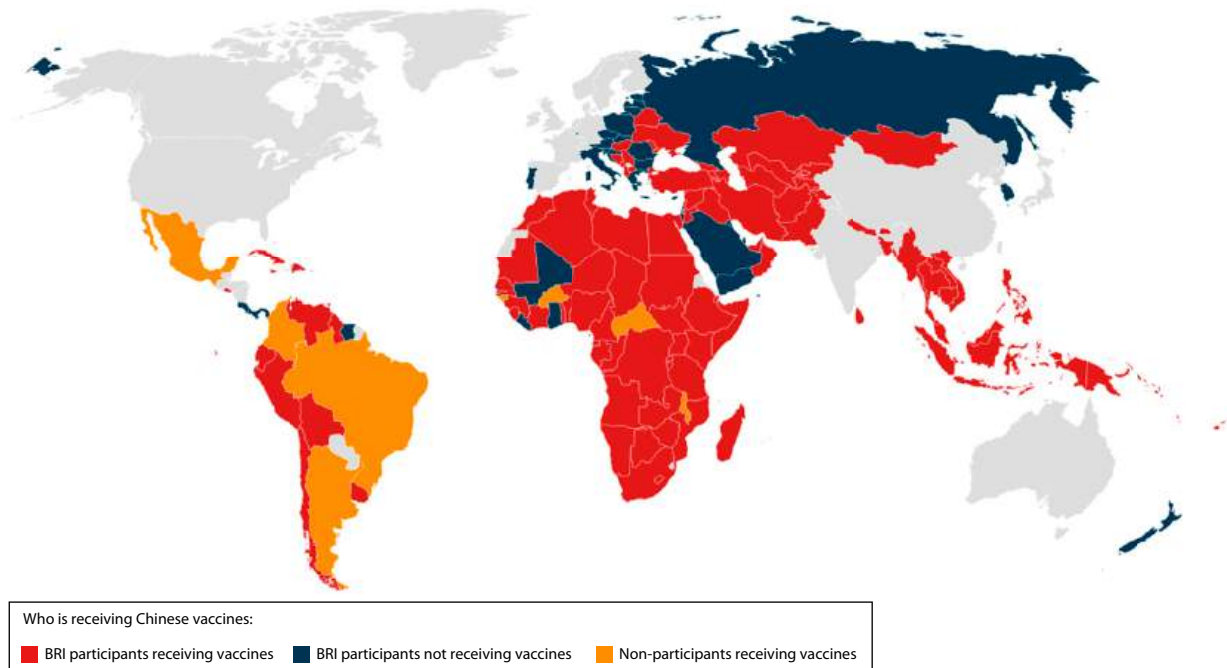 Who is receiving Chinese vaccines:
BRI participants receiving vaccines BRI participants not receiving vaccines Non-participants receiving vaccines